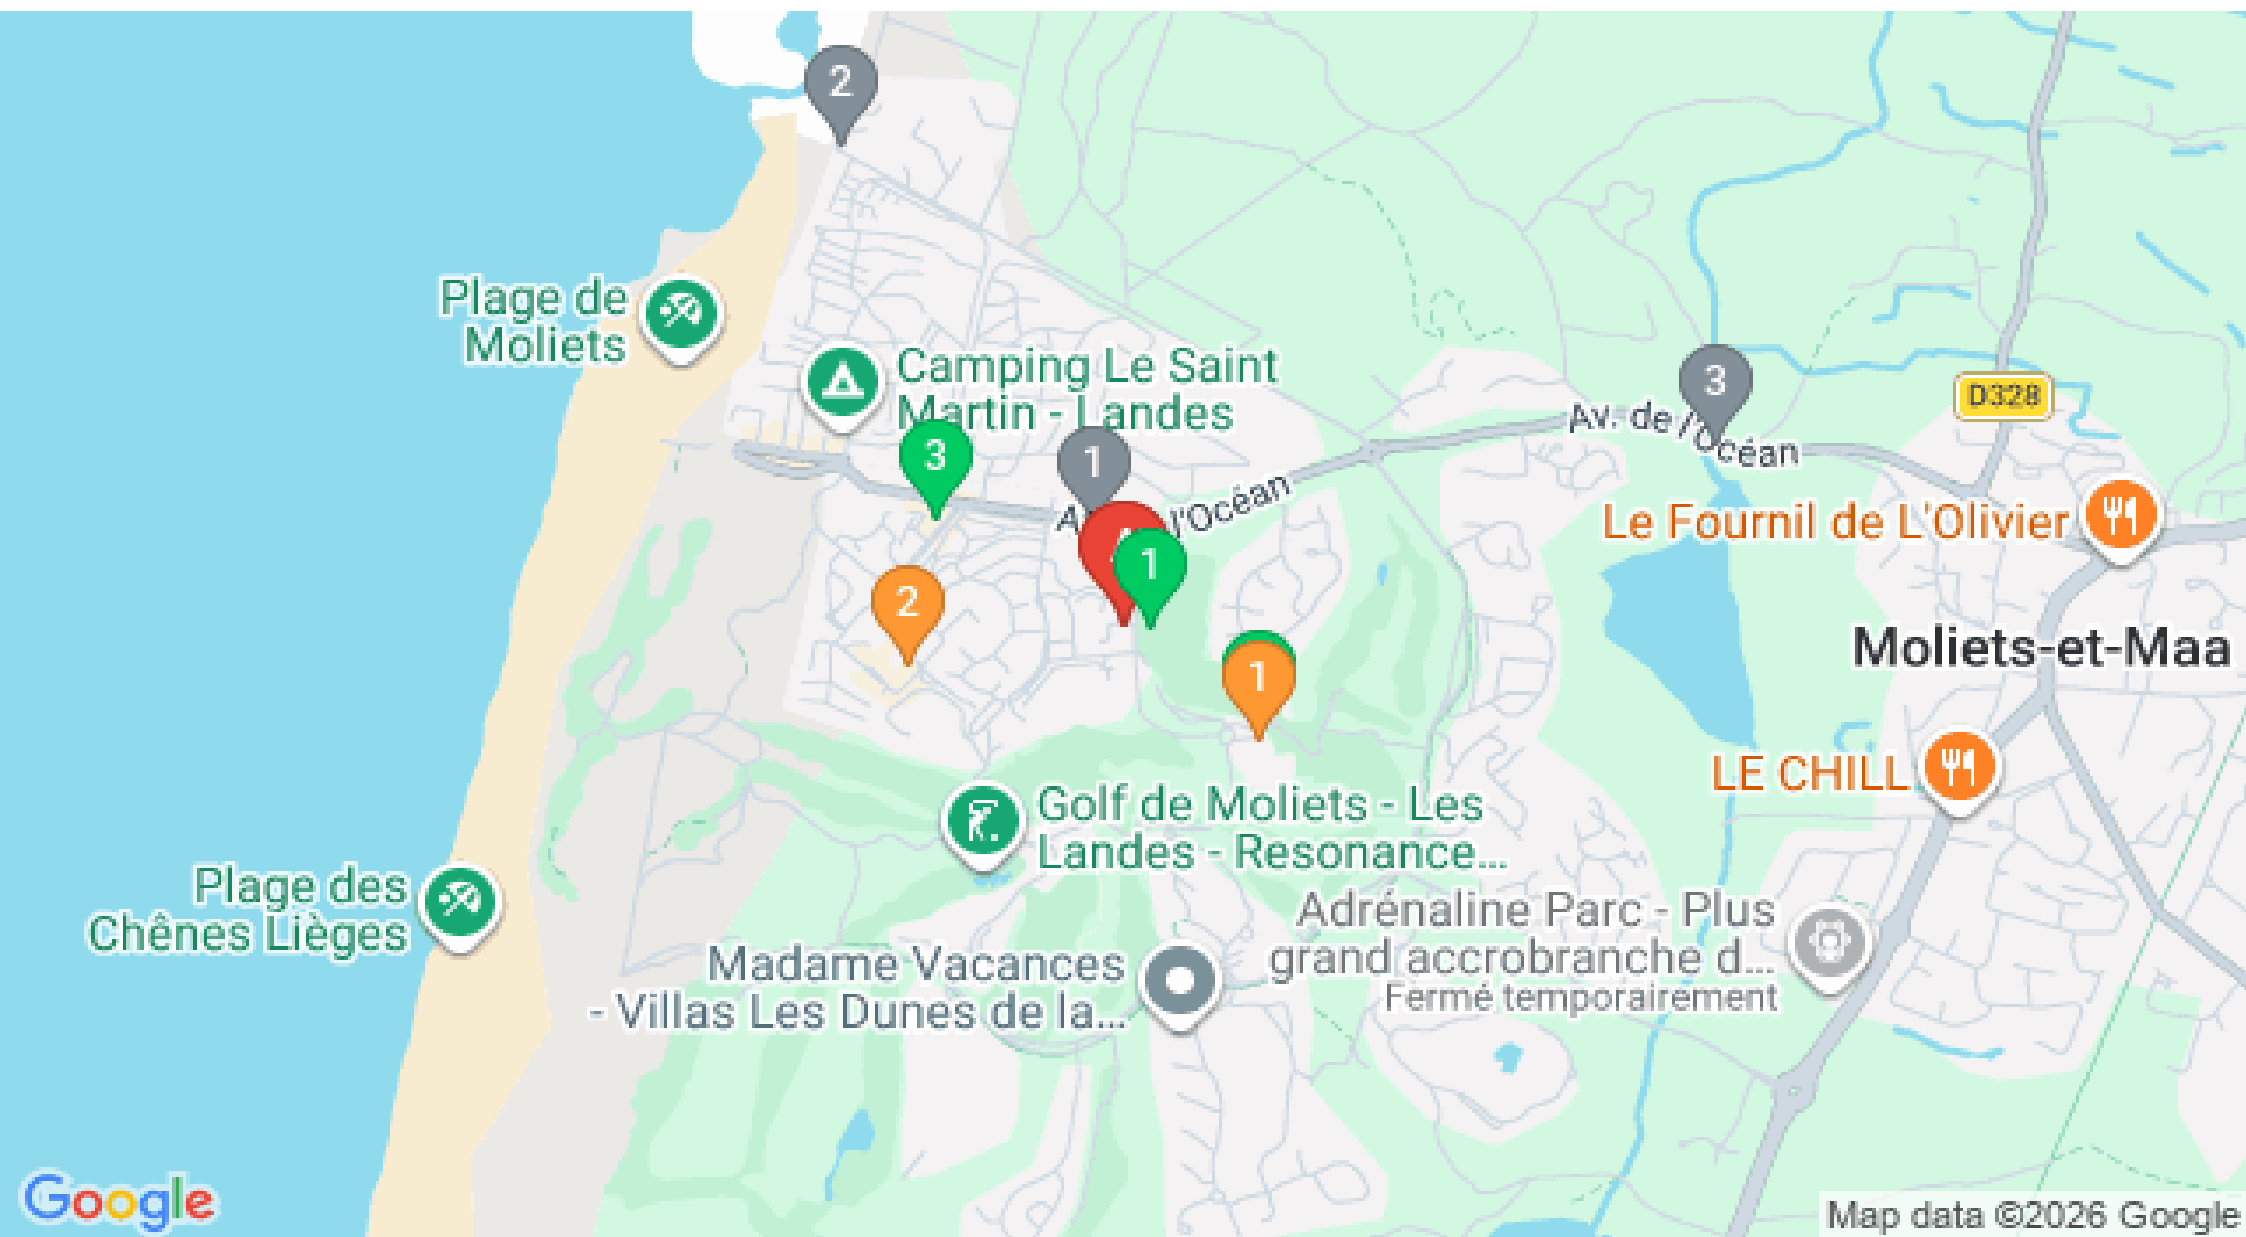 2
Plage de
Moliets
Camping Le Saint
Martin - Landes
3
D328
Av. de l'Océan
3
1
l'Océan
Le Fournil de L'Olivier
1
2
1
Moliets-et-Maa
LE CHILL
Golf de Moliets - Les
Landes - Resonance...
Plage des
Chênes Lièges
Adrénaline Parc - Plus
grand accrobranche d...
Fermé temporairement
Madame Vacances
- Villas Les Dunes de la...
Google
Map data ©2026 Google